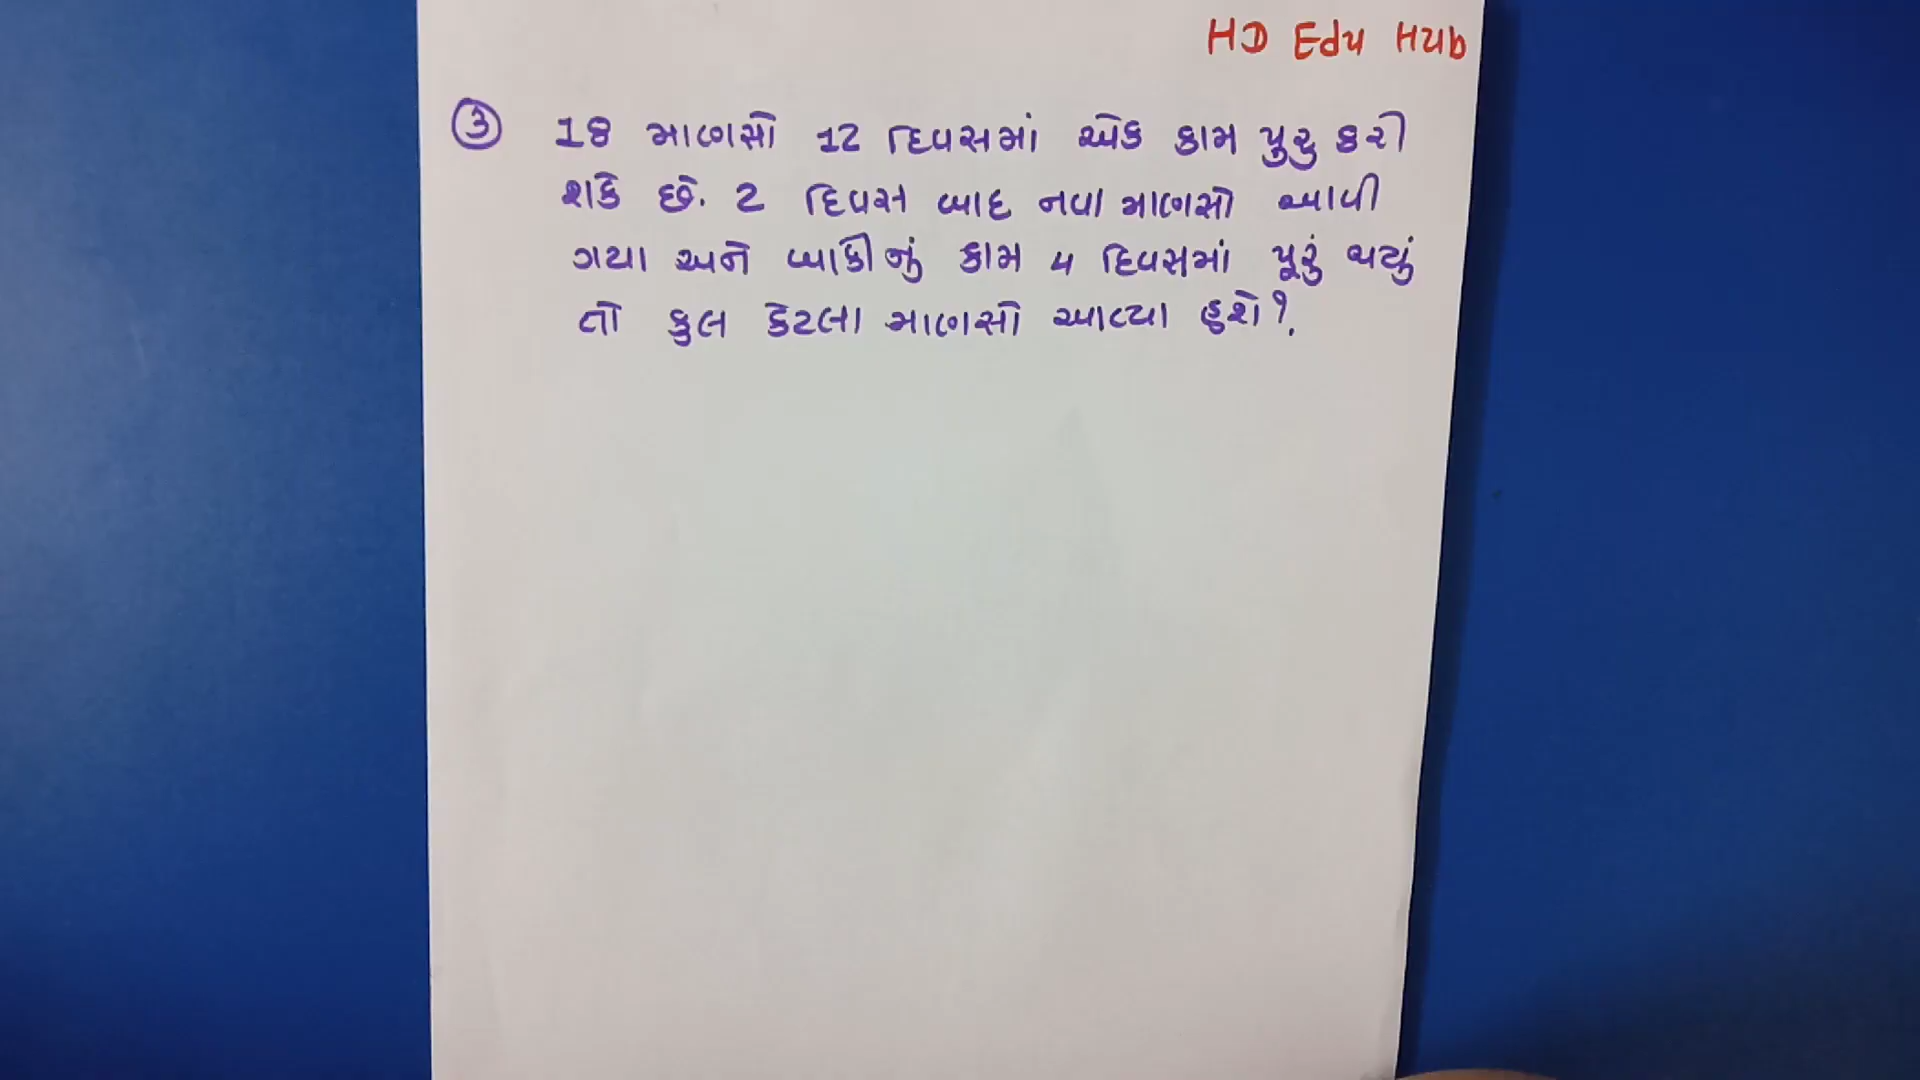 HD Edu Hub
③ 18 માણસો 12 દિવસમાં એક કામ પુરુ કરી
શકે છે. 2 દિવસ બાદ નવા માણસો આવી
ગયા અને બાકીનું કામ 4 દિવસમાં પૂરું થયું
તો કુલ કેટલા માણસો આવ્યા હશે?